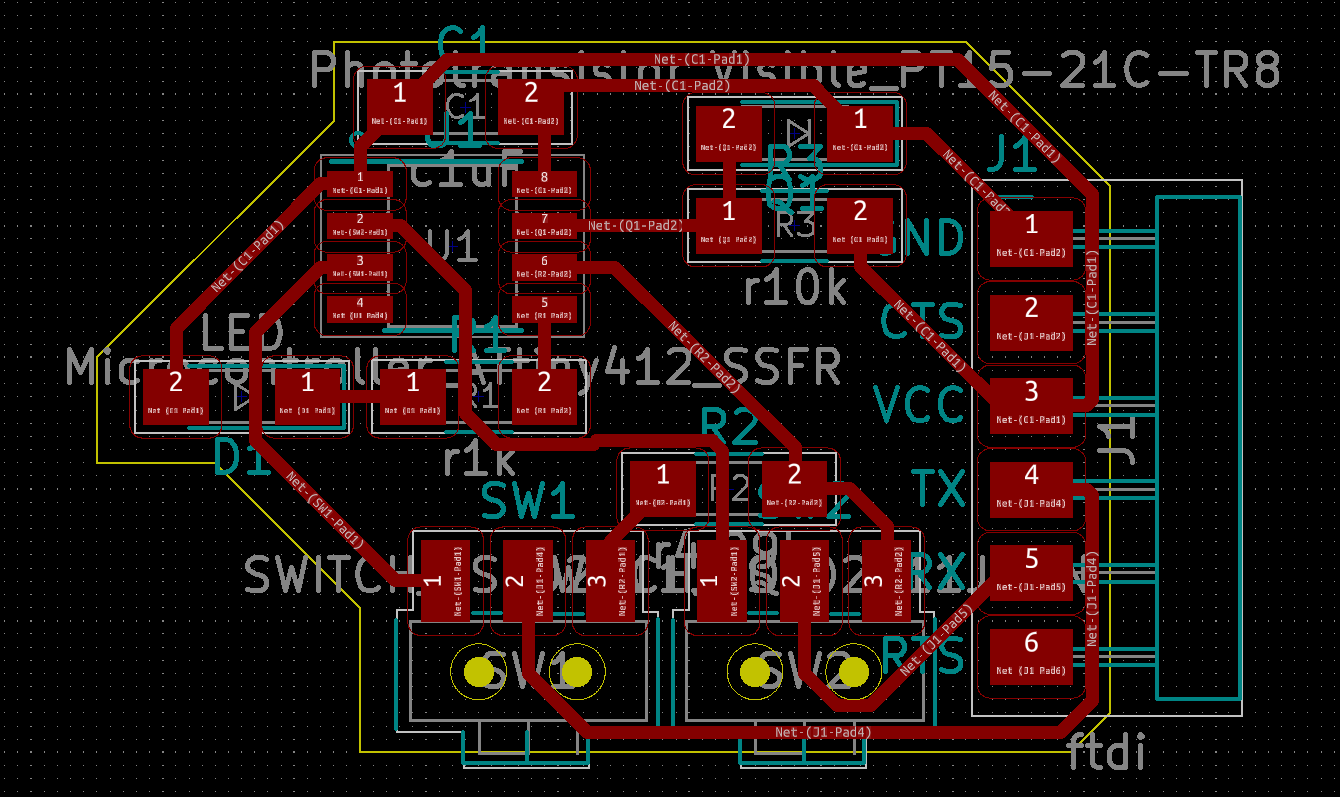 C1
Phototransistor_Visible_PT15-21C-TR8
Net-(C1-Pad1)
Net-(C1-Pad2)
1
Net-(C1-Pad1)
C1
2
Net-(C1-Pad2)
2
Net-(Q1-Pad2)
1
Net-(C1-Pad2)
Net-(C1-Pad1)
Net-(C1-Pad2)
J1
c1uF
1
Net-(C1-Pad1)
2
Net-(SW2-Pad1)
3
Net-(SW1-Pad1)
4
Net (U1 Pad4)
U1
8
Net-(C1-Pad2)
7
Net-(Q1-Pad2)
6
Net-(R2-Pad2)
5
Net (R1 Pad2)
Net-(Q1-Pad2)
R3
Q1
1
Net (Q1 Pad2)
R3
2
Net (C1 Pad1)
r10k
GND
1
Net-(C1-Pad2)
CTS
2
Net-(J1-Pad2)
VCC
3
Net-(C1-Pad1)
TX
4
Net-(J1-Pad4)
RX
5
Net-(J1-Pad5)
RTS
6
Net (J1 Pad6)
J1
Net-(C1-Pad1)
Net-(C1-Pad1)
Net-(C1-Pad1)
Net-(R2-Pad2)
LED
R1
Microcontroller_ATtiny412_SSFR
2
Net (C1 Pad1)
1
Net (D1 Pad1)
1
Net (D1 Pad1)
R1
2
Net (R1 Pad2)
D1
r1k
R2
1
Net-(R2-Pad1)
R2
2
Net-(R2-Pad2)
SW1
Net-(SW1-Pad1)
1
Net-(SW1-Pad1)
2
Net-(J1-Pad4)
3
Net-(R2-Pad1)
1
Net-(SW2-Pad1)
2
Net-(J1-Pad5)
3
Net-(R2-Pad2)
Net-(J1-Pad5)
Net-(J1-Pad4)
SW1
SW2
Net-(J1-Pad4)
ftdi